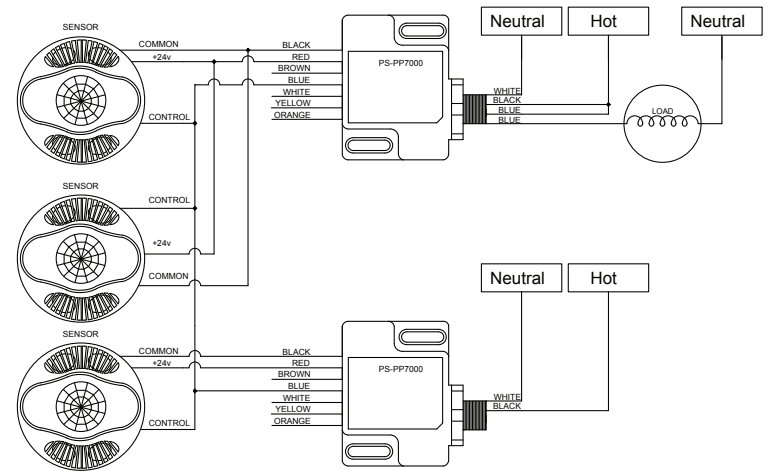 Neutral
Hot
Neutral
SENSOR
COMMON
+24v
CONTROL
BLACK
RED
BROWN
BLUE
WHITE
YELLOW
ORANGE
PS-PP7000
WHITE
BLACK
BLUE
BLUE
LOAD
SENSOR
CONTROL
+24v
COMMON
Neutral
Hot
SENSOR
COMMON
+24v
CONTROL
BLACK
RED
BROWN
BLUE
WHITE
YELLOW
ORANGE
PS-PP7000
WHITE
BLACK